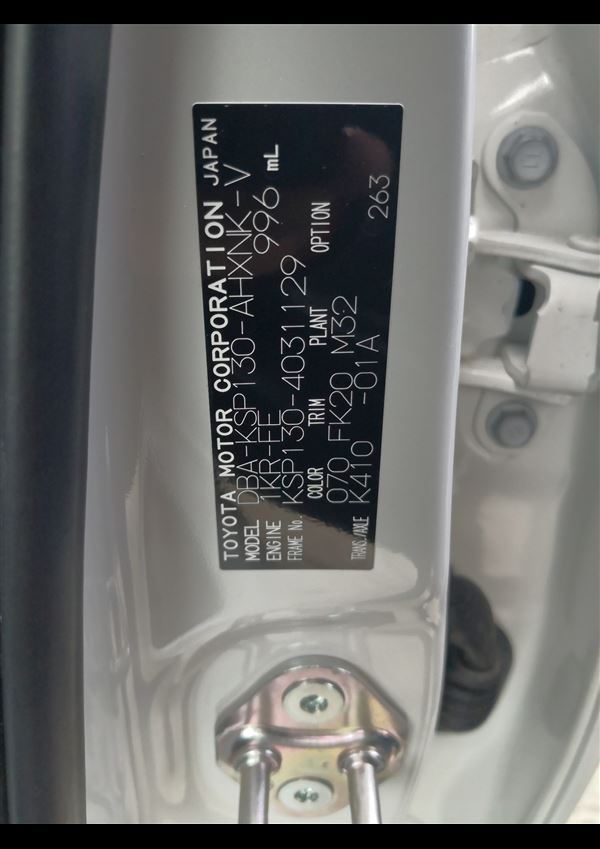 TOYOTA MOTOR CORPORATION JAPAN
MODEL DBA-KSP130-AHXNK-V
ENGINE 1KR-FE 996 mL
FRAME No. KSP130-4031129
COLOR TRIM PLANT OPTION
070 FK20 M32
TRANS./AXLE K410 -01A 263